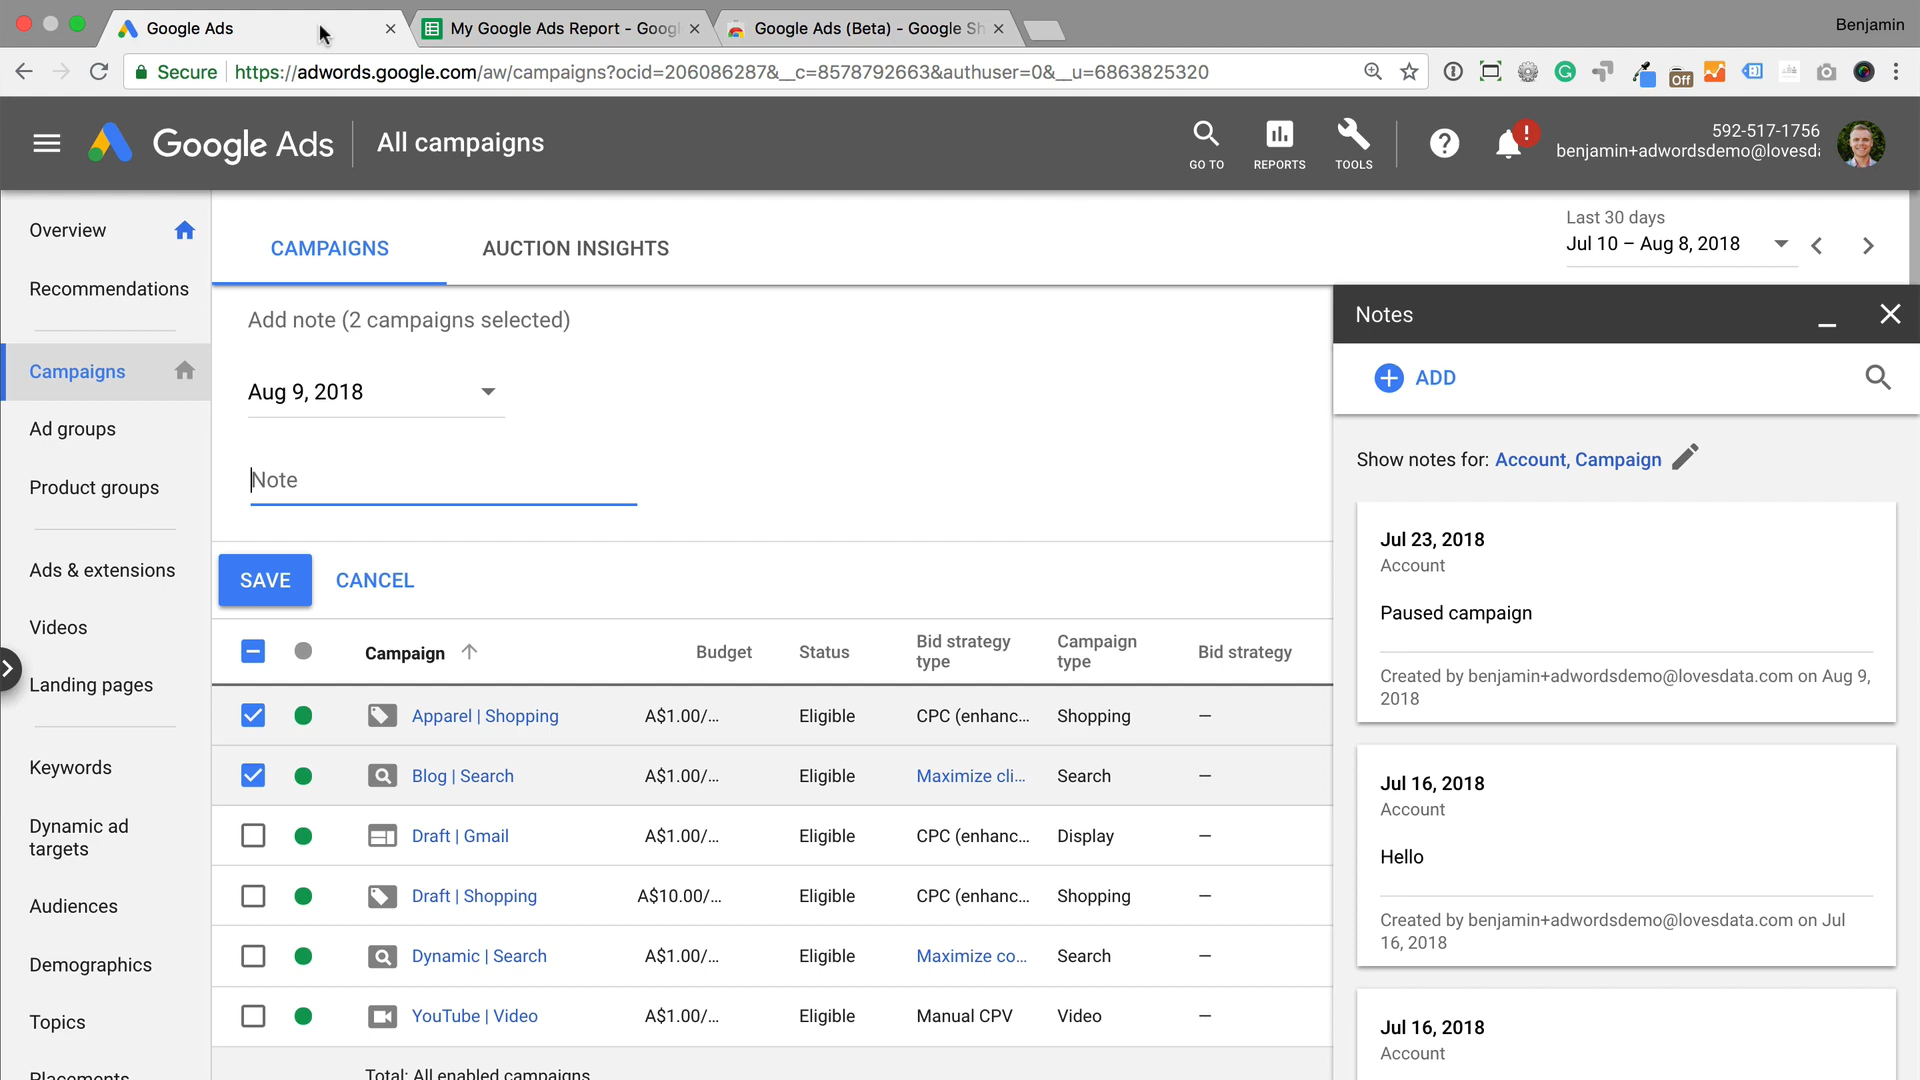 Google Ads
My Google Ads Report - Googl
Google Ads (Beta) - Google Sh
Benjamin
Secure
https://adwords.google.com/aw/campaigns?ocid=206086287&__c=8578792663&authuser=0&__u=6863825320
Off
Google Ads
All campaigns
GO TO
REPORTS
TOOLS
592-517-1756
benjamin+adwordsdemo@lovesda
Overview
Recommendations
Campaigns
Ad groups
Product groups
Ads & extensions
Videos
Landing pages
Keywords
Dynamic ad
targets
Audiences
Demographics
Topics
Placements
CAMPAIGNS
AUCTION INSIGHTS
Last 30 days
Jul 10 – Aug 8, 2018
Add note (2 campaigns selected)
Aug 9, 2018
Note
SAVE
CANCEL
Campaign
Budget
Status
Bid strategy
type
Campaign
type
Bid strategy
Apparel | Shopping A$1.00/... Eligible CPC (enhanc... Shopping –
Blog | Search A$1.00/... Eligible Maximize cli... Search –
Draft | Gmail A$1.00/... Eligible CPC (enhanc... Display –
Draft | Shopping A$10.00/... Eligible CPC (enhanc... Shopping –
Dynamic | Search A$1.00/... Eligible Maximize co... Search –
YouTube | Video A$1.00/... Eligible Manual CPV Video –
Total: All enabled campaigns
Notes
ADD
Show notes for: Account, Campaign
Jul 23, 2018
Account
Paused campaign
Created by benjamin+adwordsdemo@lovesdata.com on Aug 9,
2018
Jul 16, 2018
Account
Hello
Created by benjamin+adwordsdemo@lovesdata.com on Jul
16, 2018
Jul 16, 2018
Account